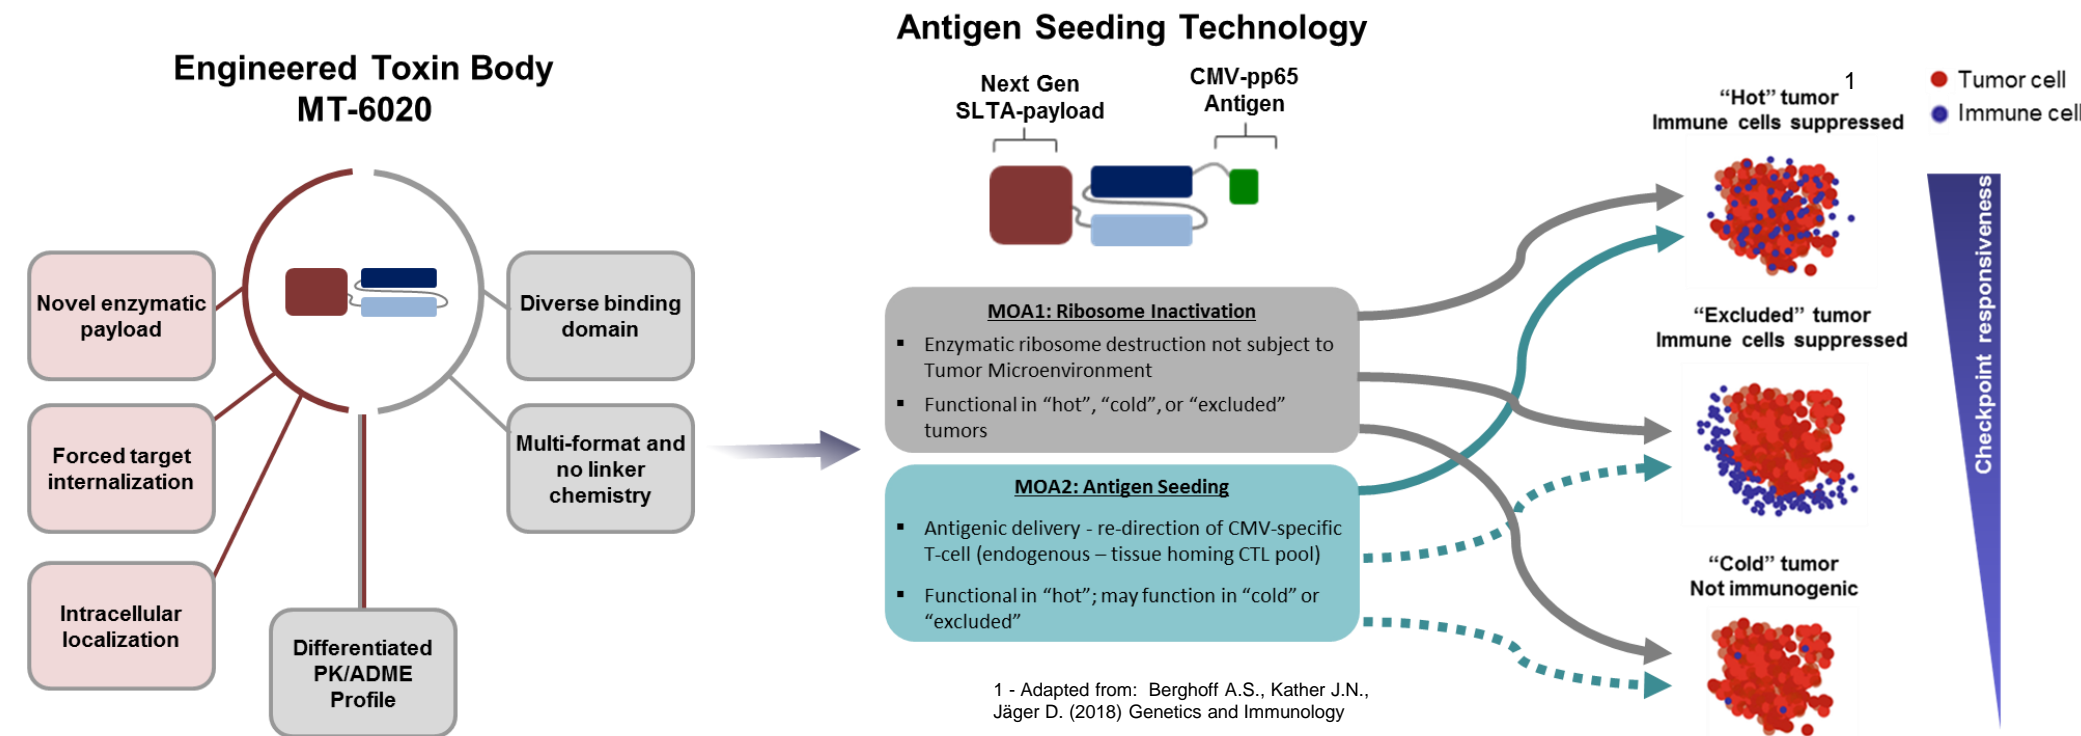 Engineered Toxin Body
MT-6020
Novel enzymatic
payload
Forced target
internalization
Intracellular
localization
Differentiated
PK/ADME
Profile
Diverse binding
domain
Multi-format and
no linker
chemistry
Antigen Seeding Technology
Next Gen
SLTA-payload
CMV-pp65
Antigen
MOA1: Ribosome Inactivation
▪ Enzymatic ribosome destruction not subject to
Tumor Microenvironment
▪ Functional in “hot”, “cold”, or “excluded”
tumors
MOA2: Antigen Seeding
▪ Antigenic delivery - re-direction of CMV-specific
T-cell (endogenous – tissue homing CTL pool)
▪ Functional in “hot”; may function in “cold” or
“excluded”
1 - Adapted from: Berghoff A.S., Kather J.N.,
Jäger D. (2018) Genetics and Immunology
1
“Hot” tumor
Immune cells suppressed
“Excluded” tumor
Immune cells suppressed
“Cold” tumor
Not immunogenic
Tumor cell
Immune cell
Checkpoint responsiveness